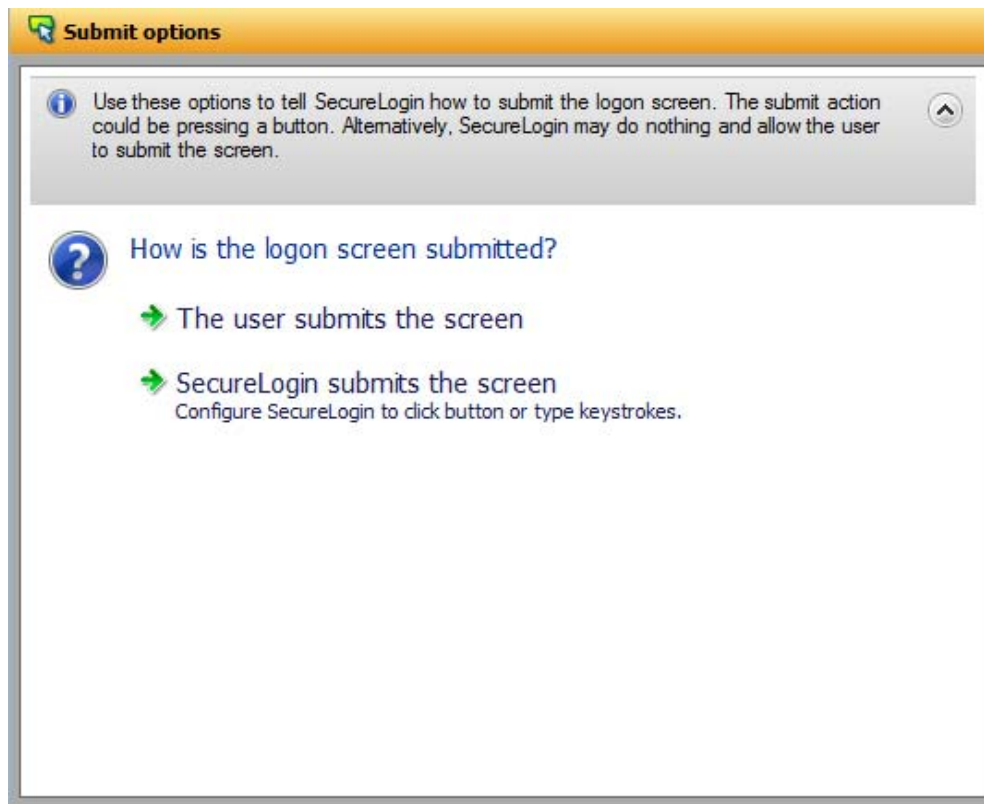 Submit options
Use these options to tell SecureLogin how to submit the logon screen. The submit action
could be pressing a button. Alternatively, SecureLogin may do nothing and allow the user
to submit the screen.
How is the logon screen submitted?
The user submits the screen
SecureLogin submits the screen
Configure SecureLogin to click button or type keystrokes.